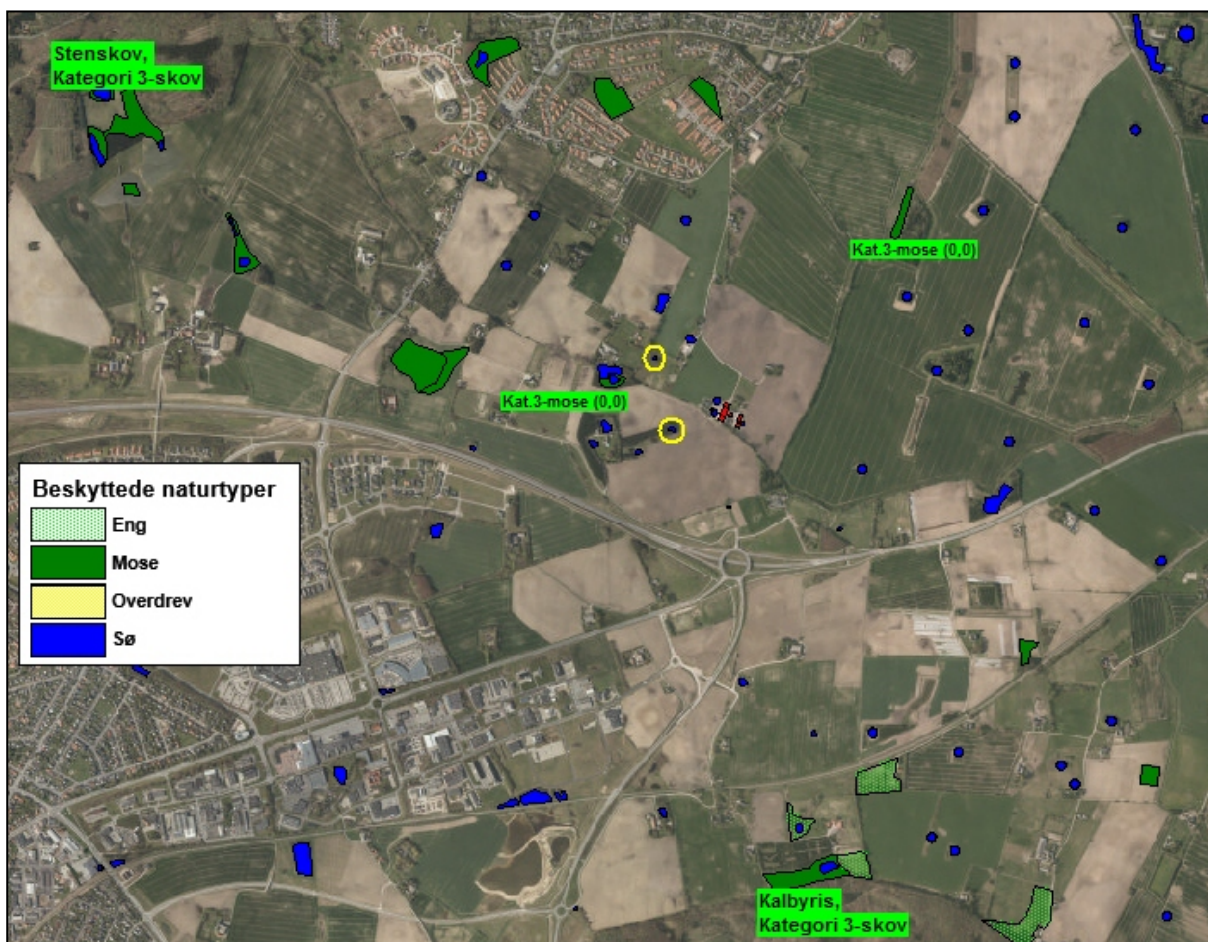 Stenskov,
Kategori 3-skov
Kat.3-mose (0,0)
Kat.3-mose (0,0)
Beskyttede naturtyper
Eng
Mose
Overdrev
Sø
Kalbyris,
Kategori 3-skov